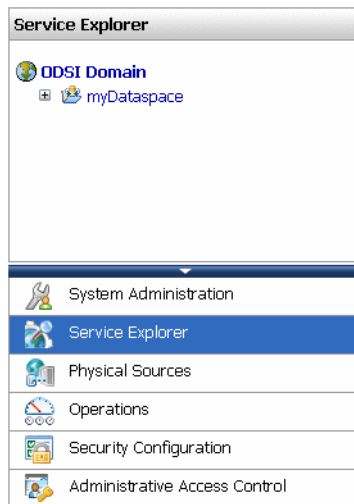 Service Explorer
ODSI Domain
myDataspace
System Administration
Service Explorer
Physical Sources
Operations
Security Configuration
Administrative Access Control